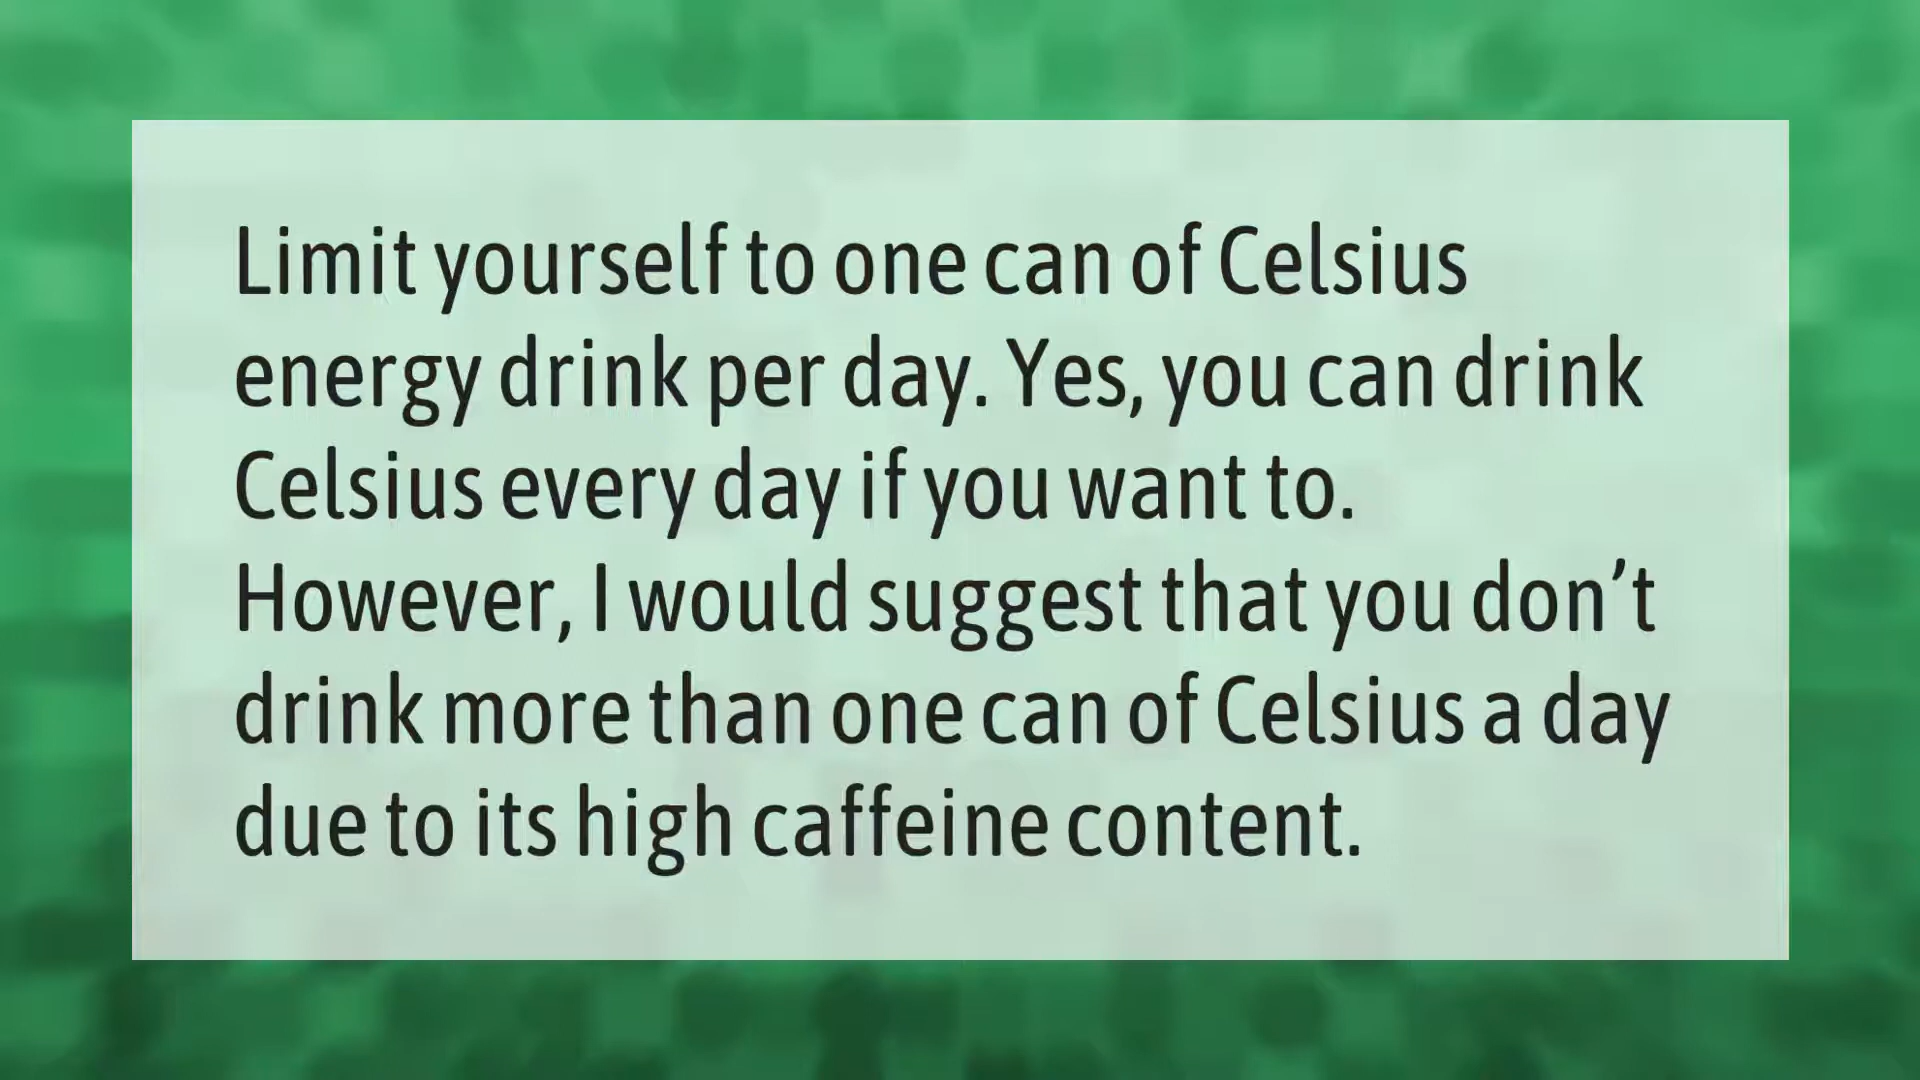 Limit yourself to one can of Celsius
energy drink per day. Yes, you can drink
Celsius every day if you want to.
However, I would suggest that you don’t
drink more than one can of Celsius a day
due to its high caffeine content.